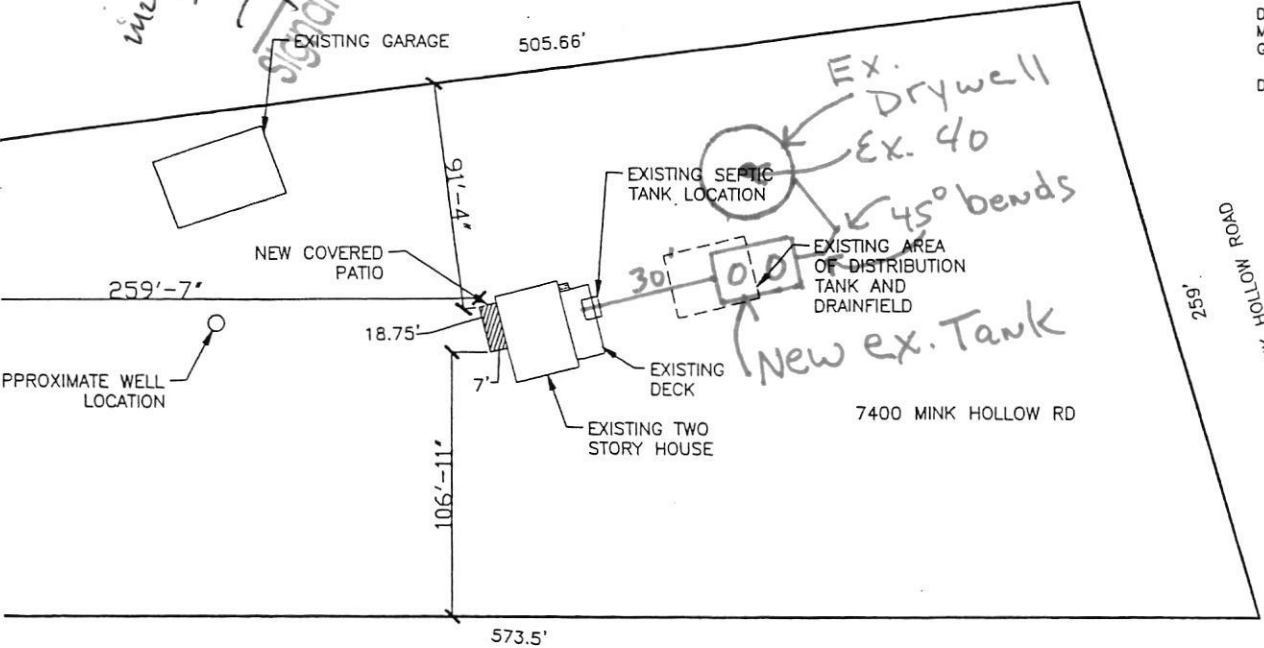 EXISTING GARAGE
505.66'
Ex.
Drywell
Ex. 40
45° bends
91'-4"
EXISTING SEPTIC
TANK LOCATION
NEW COVERED
PATIO
EXISTING AREA
OF DISTRIBUTION
TANK AND
DRAINFIELD
30'
259'-7"
18.75'
7'
PPROXIMATE WELL
LOCATION
EXISTING
DECK
New ex. Tank
7400 MINK HOLLOW RD
EXISTING TWO
STORY HOUSE
106'-11"
259'
HOLLOW ROAD
573.5'
D
M
G
D